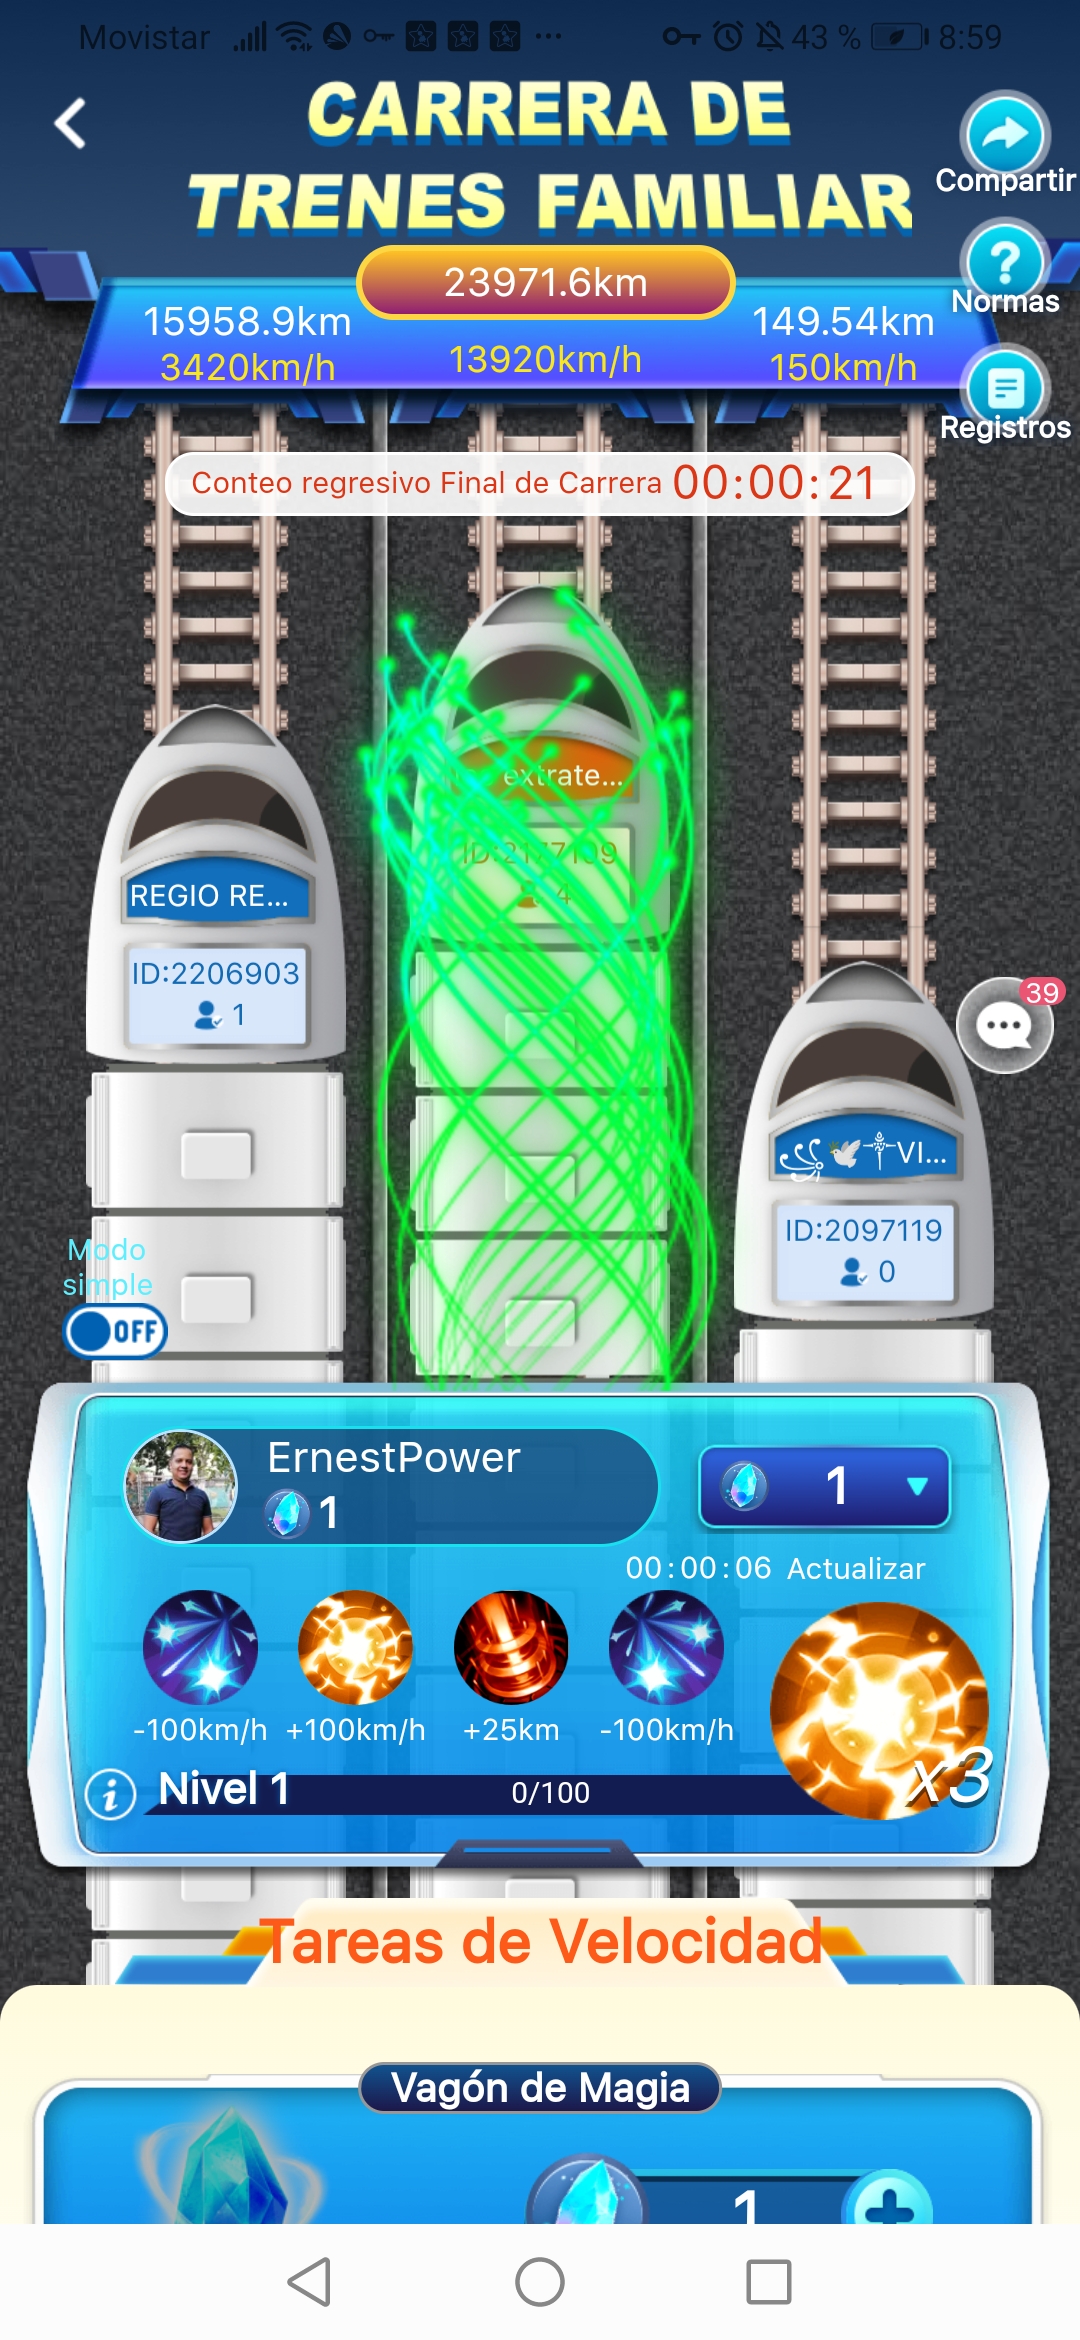 Movistar
43 %
8:59
CARRERA DE
TRENES FAMILIAR
Compartir
Normas
Registros
23971.6km
15958.9km
149.54km
3420km/h
13920km/h
150km/h
Conteo regresivo Final de Carrera 00:00:21
extrate...
ID:2177109
4
REGIO RE...
ID:2206903
1
39
VI...
ID:2097119
0
Modo
simple
OFF
ErnestPower
1
1
00:00:06 Actualizar
-100km/h
+100km/h
+25km
-100km/h
x3
Nivel 1
0/100
Tareas de Velocidad
Vagón de Magia
1